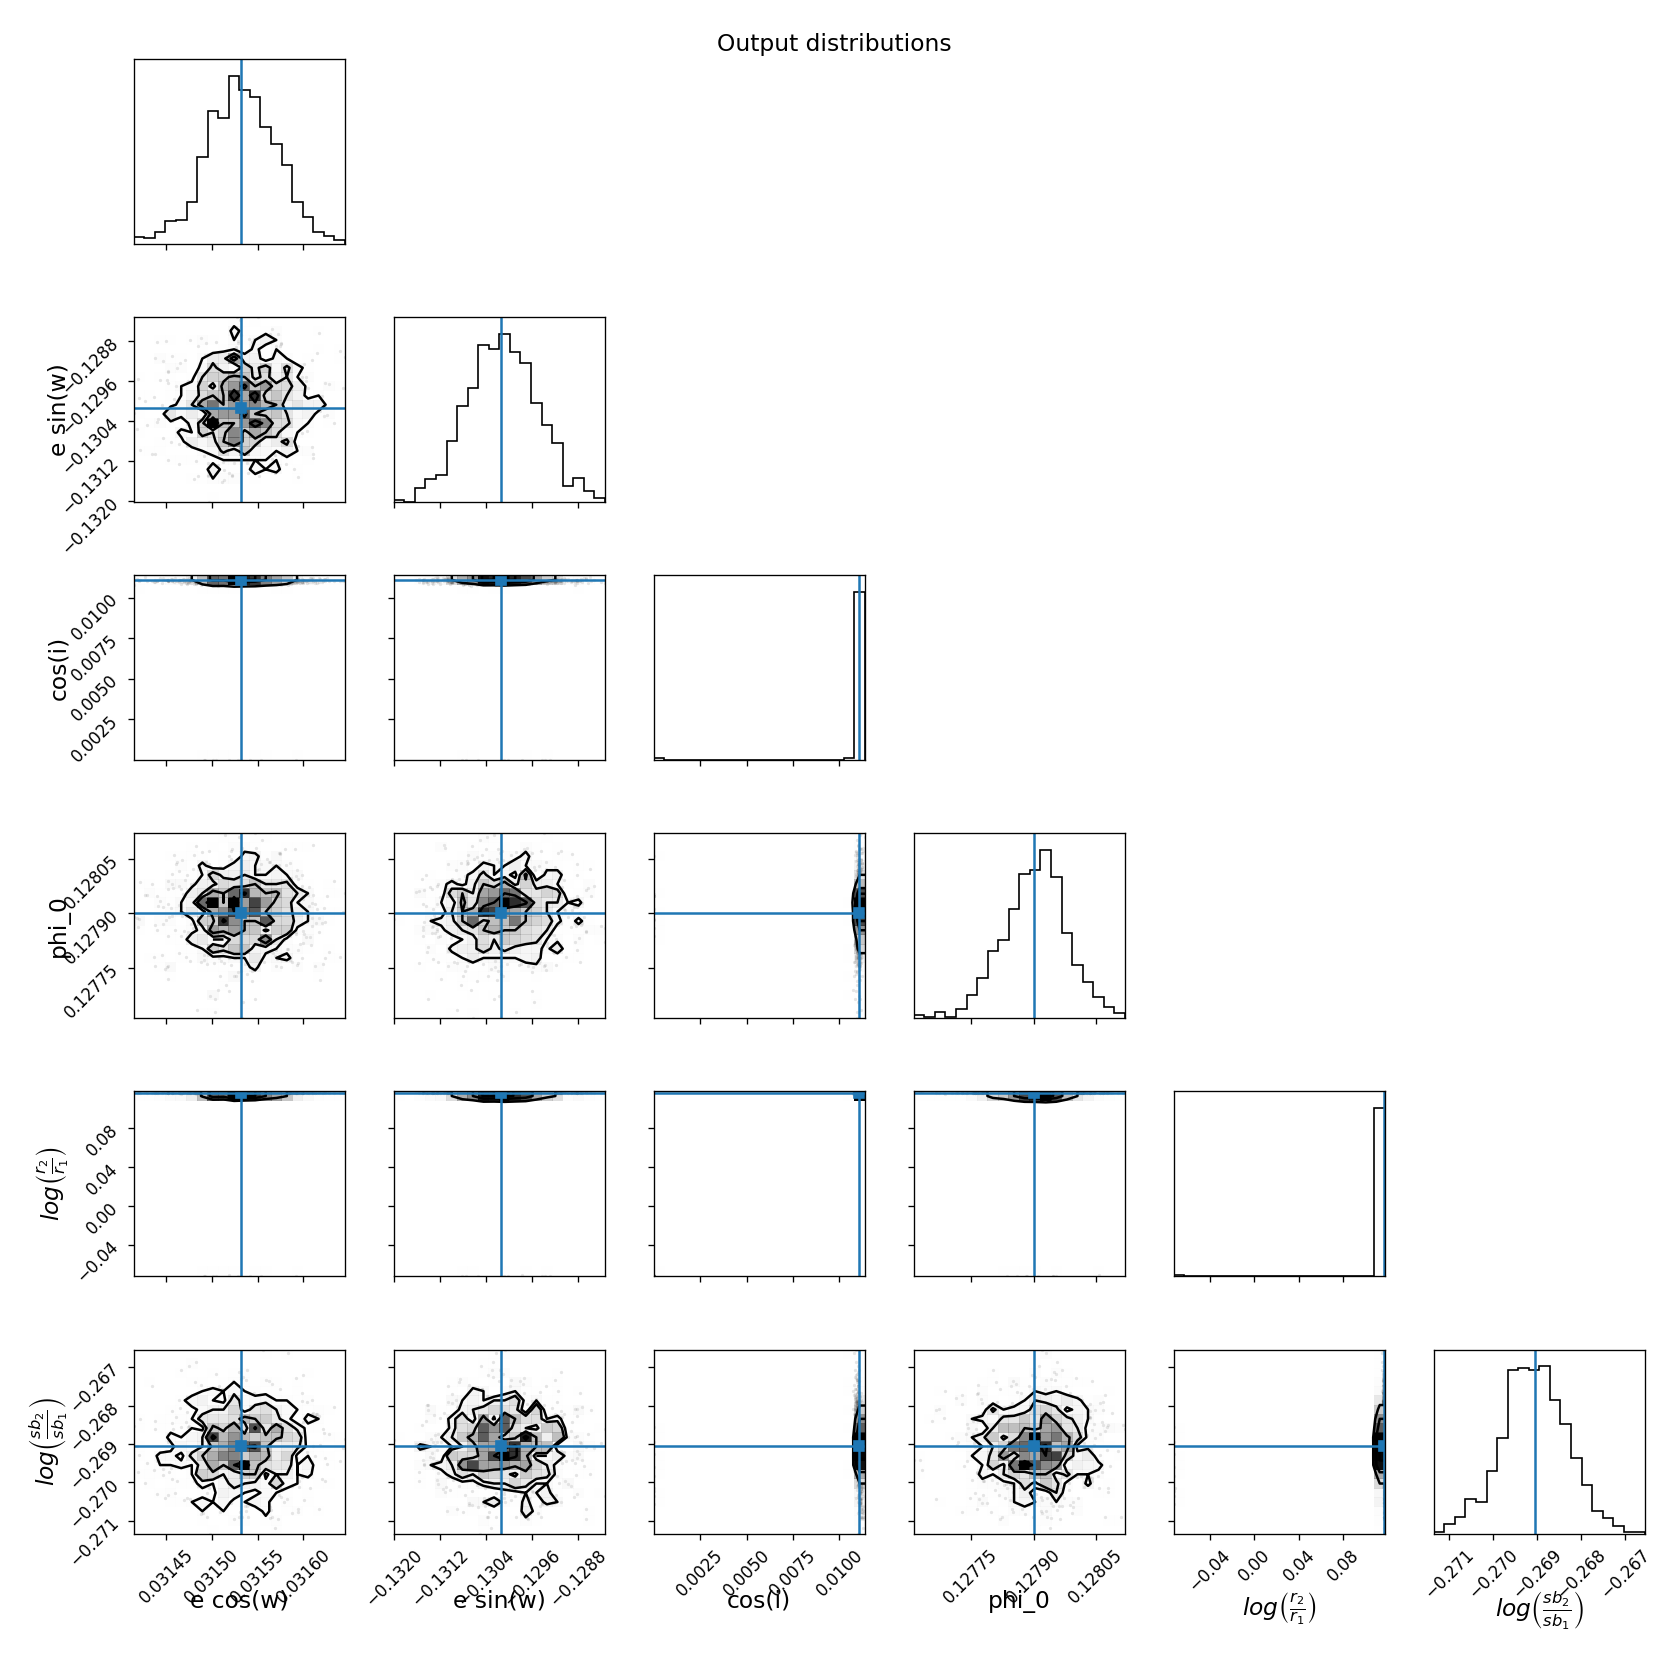 Output distributions
e sin(w)
−0.1288
−0.1296
−0.1304
−0.1312
−0.1320
cos(i)
0.0100
0.0075
0.0050
0.0025
phi_0
0.12805
0.12790
0.12775
log(r₂/r₁)
0.08
0.04
0.00
−0.04
log(sb₂/sb₁)
−0.267
−0.268
−0.269
−0.270
−0.271
0.03145 0.03150 0.03155 0.03160
−0.1320 −0.1312 −0.1304 −0.1296 −0.1288
0.0025 0.0050 0.0075 0.0100
0.12775 0.12790 0.12805
−0.04 0.00 0.04 0.08
−0.271 −0.270 −0.269 −0.268 −0.267
e cos(w) e sin(w) cos(i) phi_0 log(r₂/r₁) log(sb₂/sb₁)